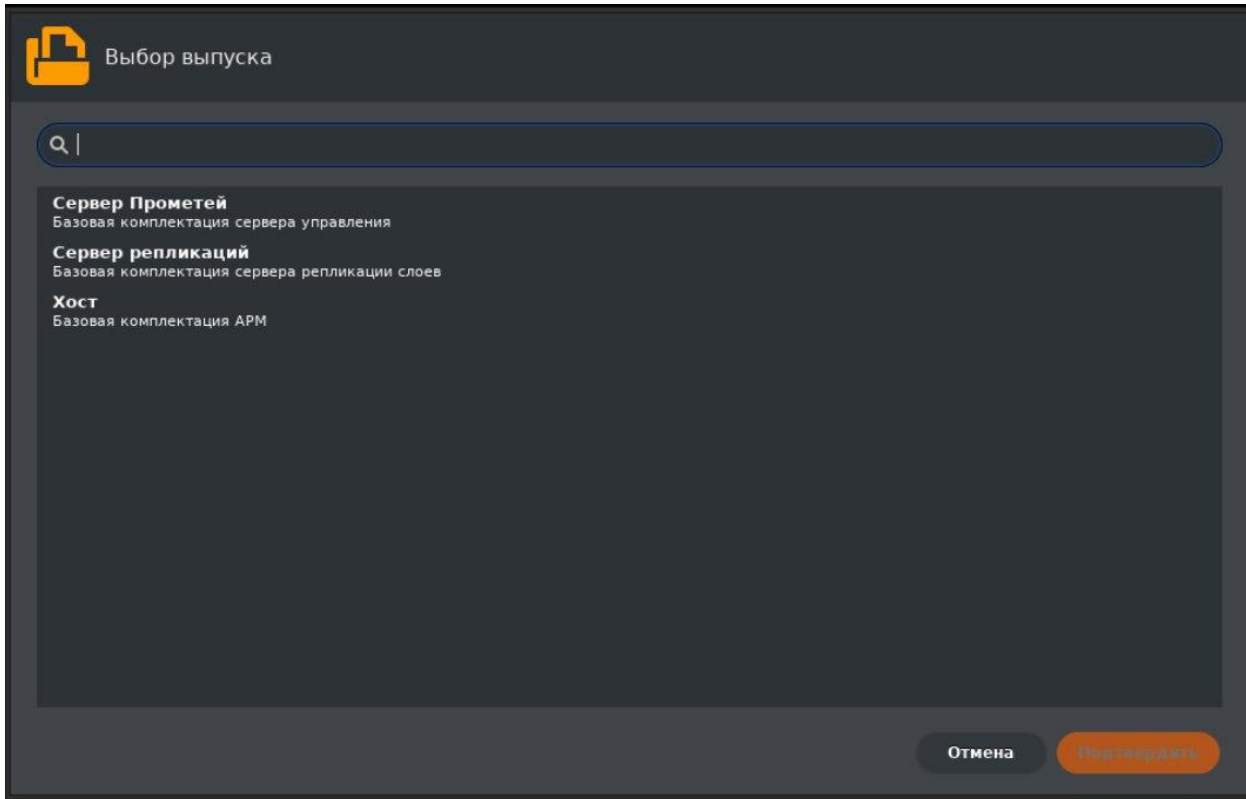 Выбор выпуска
Сервер Прометей
Базовая комплектация сервера управления
Сервер репликаций
Базовая комплектация сервера репликации слоев
Хост
Базовая комплектация АРМ
Отмена
Подтвердить